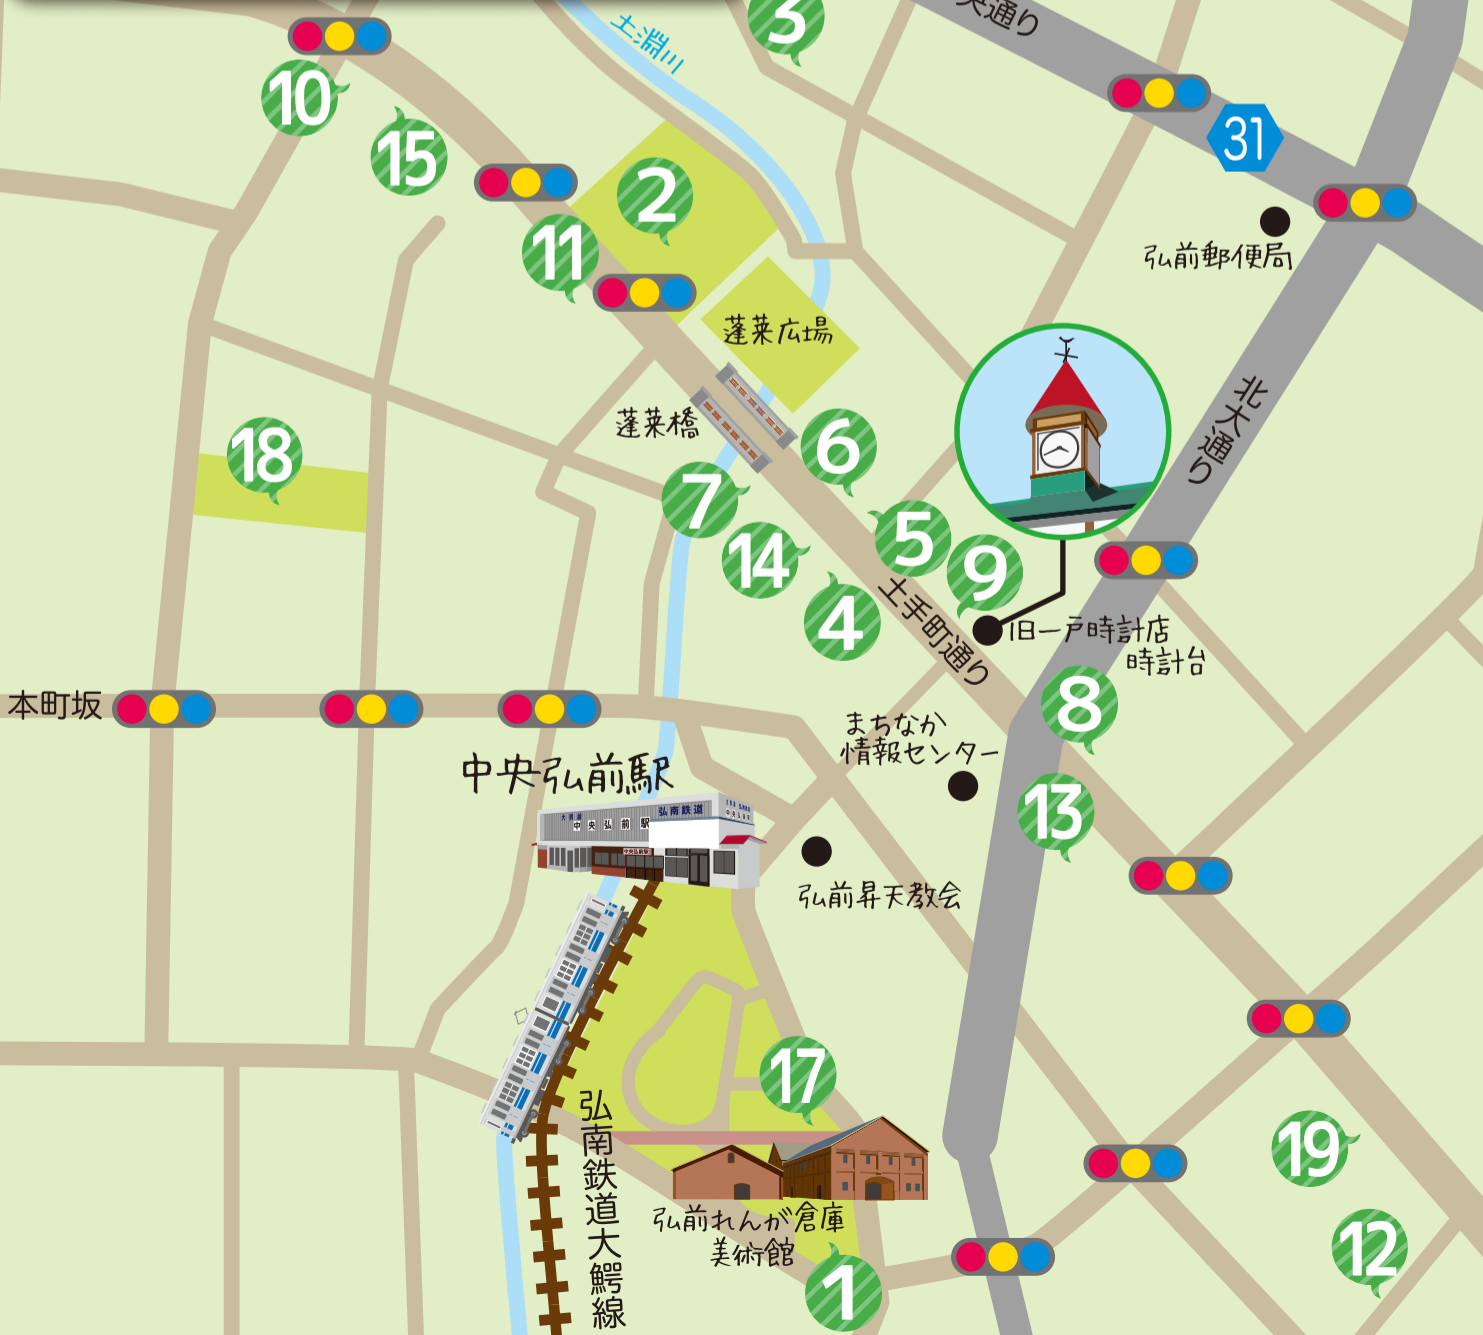 3
央通り
土淵川
10
31
15
2
11
弘前郵便局
蓬莱広場
北大通り
蓬莱橋
6
18
7
5
14
9
4
土手町通り
旧一戸時計店
時計台
8
本町坂
まちなか
情報センター
中央弘前駅
弘南鉄道
中央弘前駅
13
弘前昇天教会
17
弘南鉄道大鰐線
19
弘前れんが倉庫
美術館
12
1